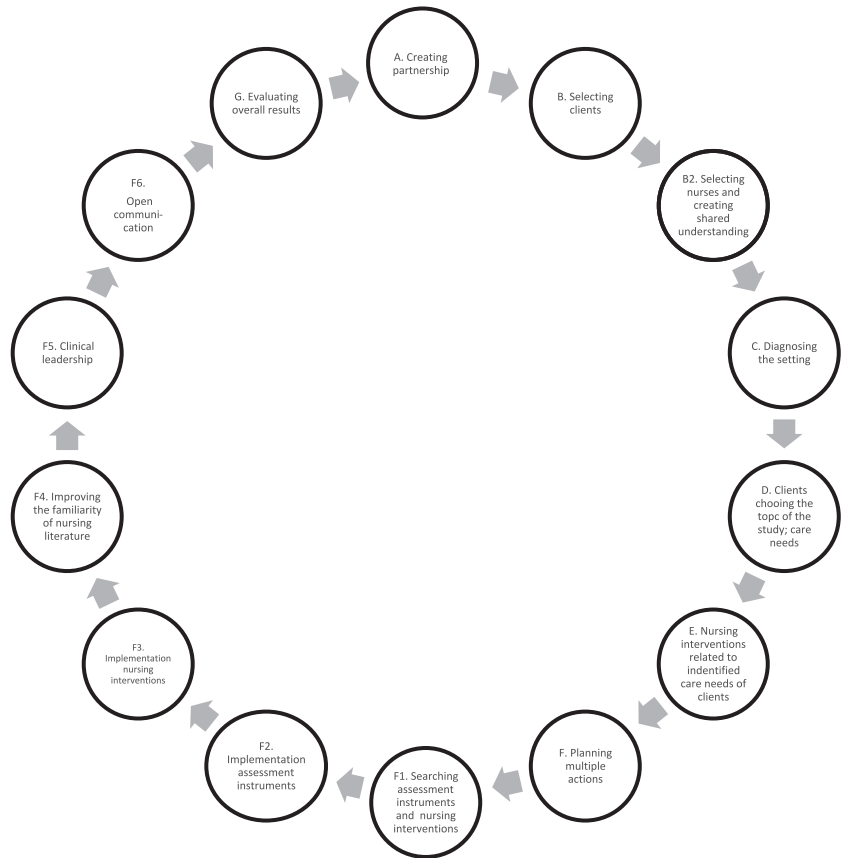 A. Creating
partnership
B. Selecting
clients
B2. Selecting
nurses and
creating
shared
understanding
C. Diagnosing
the setting
D. Clients
chooing the
topc of the
study; care
needs
E. Nursing
interventions
related to
indentified
care needs of
clients
F. Planning
multiple
actions
F1. Searching
assessment
instruments
and nursing
interventions
F2.
Implementation
assessment
instruments
F3.
Implementation
nursing
interventions
F4. Improving
the familiarity
of nursing
literature
F5. Clinical
leadership
F6.
Open
communi-
cation
G. Evaluating
overall results